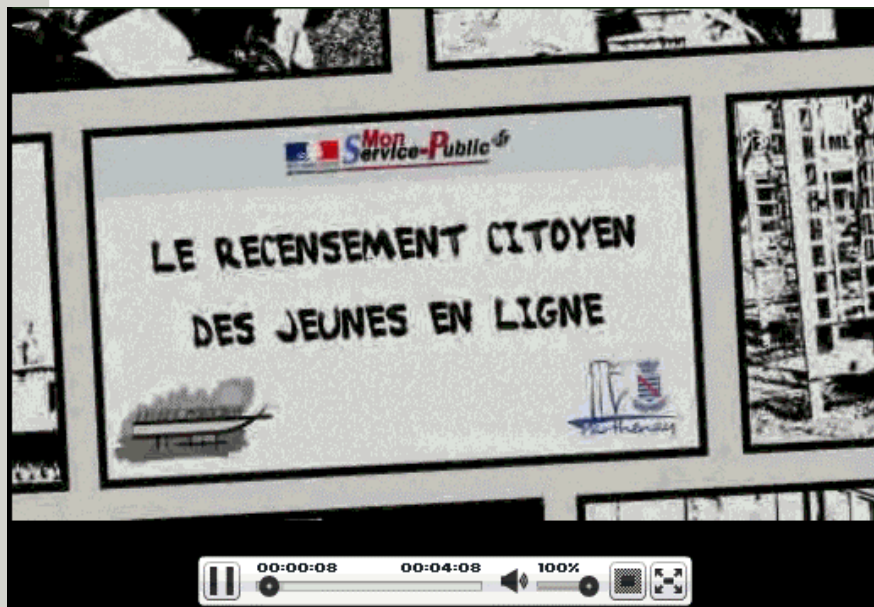 Mon
Service-Public.fr
LE RECENSEMENT CITOYEN
DES JEUNES EN LIGNE
Parthenay
00:00:08 00:04:08 100%